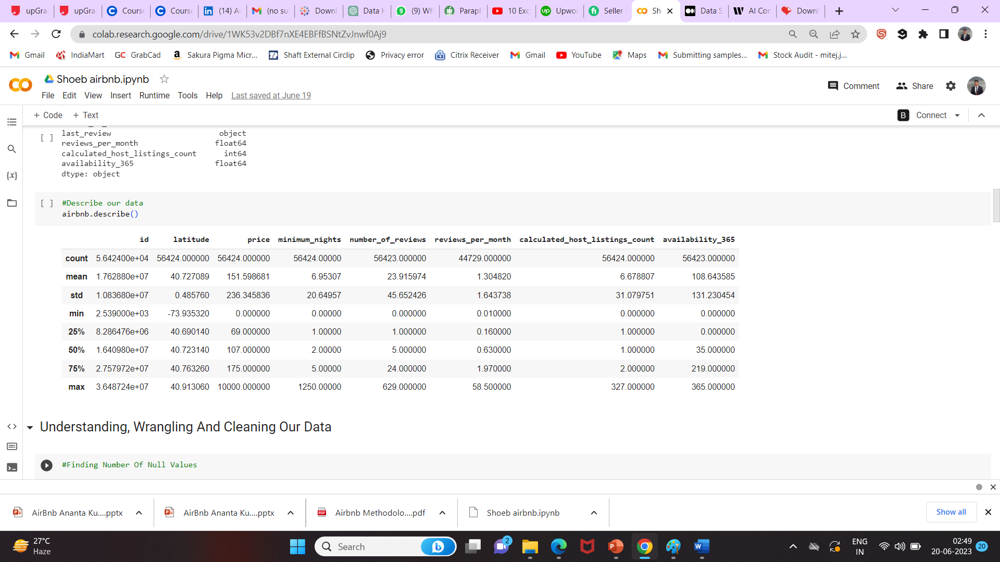 upGra upGra Course Course (14) A (no su Downl Data H (9) Wh Paraph 10 Exc Upwor Seller Sh Data S AI Con Downl
colab.research.google.com/drive/1WK53v2DBf7nXE4EBFfBSNtZvJnwf0Aj9
Gmail IndiaMart GrabCad Sakura Pigma Micr... Shaft External Circlip Privacy error Citrix Receiver Gmail YouTube Maps Submitting samples... Stock Audit - mitej.j...
Shoeb airbnb.ipynb
Comment Share
File Edit View Insert Runtime Tools Help Last saved at June 19
+ Code + Text B Connect
last_review object
[ ]
reviews_per_month float64
calculated_host_listings_count int64
availability_365 float64
dtype: object
[ ] #Describe our data
airbnb.describe()
id latitude price minimum_nights number_of_reviews reviews_per_month calculated_host_listings_count availability_365
count 5.642400e+04 56424.000000 56424.000000 56424.00000 56423.000000 44729.000000 56424.000000 56423.000000
mean 1.762880e+07 40.727089 151.598681 6.95307 23.915974 1.304820 6.678807 108.643585
std 1.083680e+07 0.485760 236.345836 20.64957 45.652426 1.643738 31.079751 131.230454
min 2.539000e+03 -73.935320 0.000000 0.00000 0.000000 0.010000 0.000000 0.000000
25% 8.286476e+06 40.690140 69.000000 1.00000 1.000000 0.160000 1.000000 0.000000
50% 1.640980e+07 40.723140 107.000000 2.00000 5.000000 0.630000 1.000000 35.000000
75% 2.757972e+07 40.763260 175.000000 5.00000 24.000000 1.970000 2.000000 219.000000
max 3.648724e+07 40.913060 10000.000000 1250.00000 629.000000 58.500000 327.000000 365.000000
Understanding, Wrangling And Cleaning Our Data
#Finding Number Of Null Values
AirBnb Ananta Ku....pptx AirBnb Ananta Ku....pptx Airbnb Methodolo....pdf Shoeb airbnb.ipynb Show all
27°C
Haze
Search
2
ENG
IN
02:49
20-06-2023
20